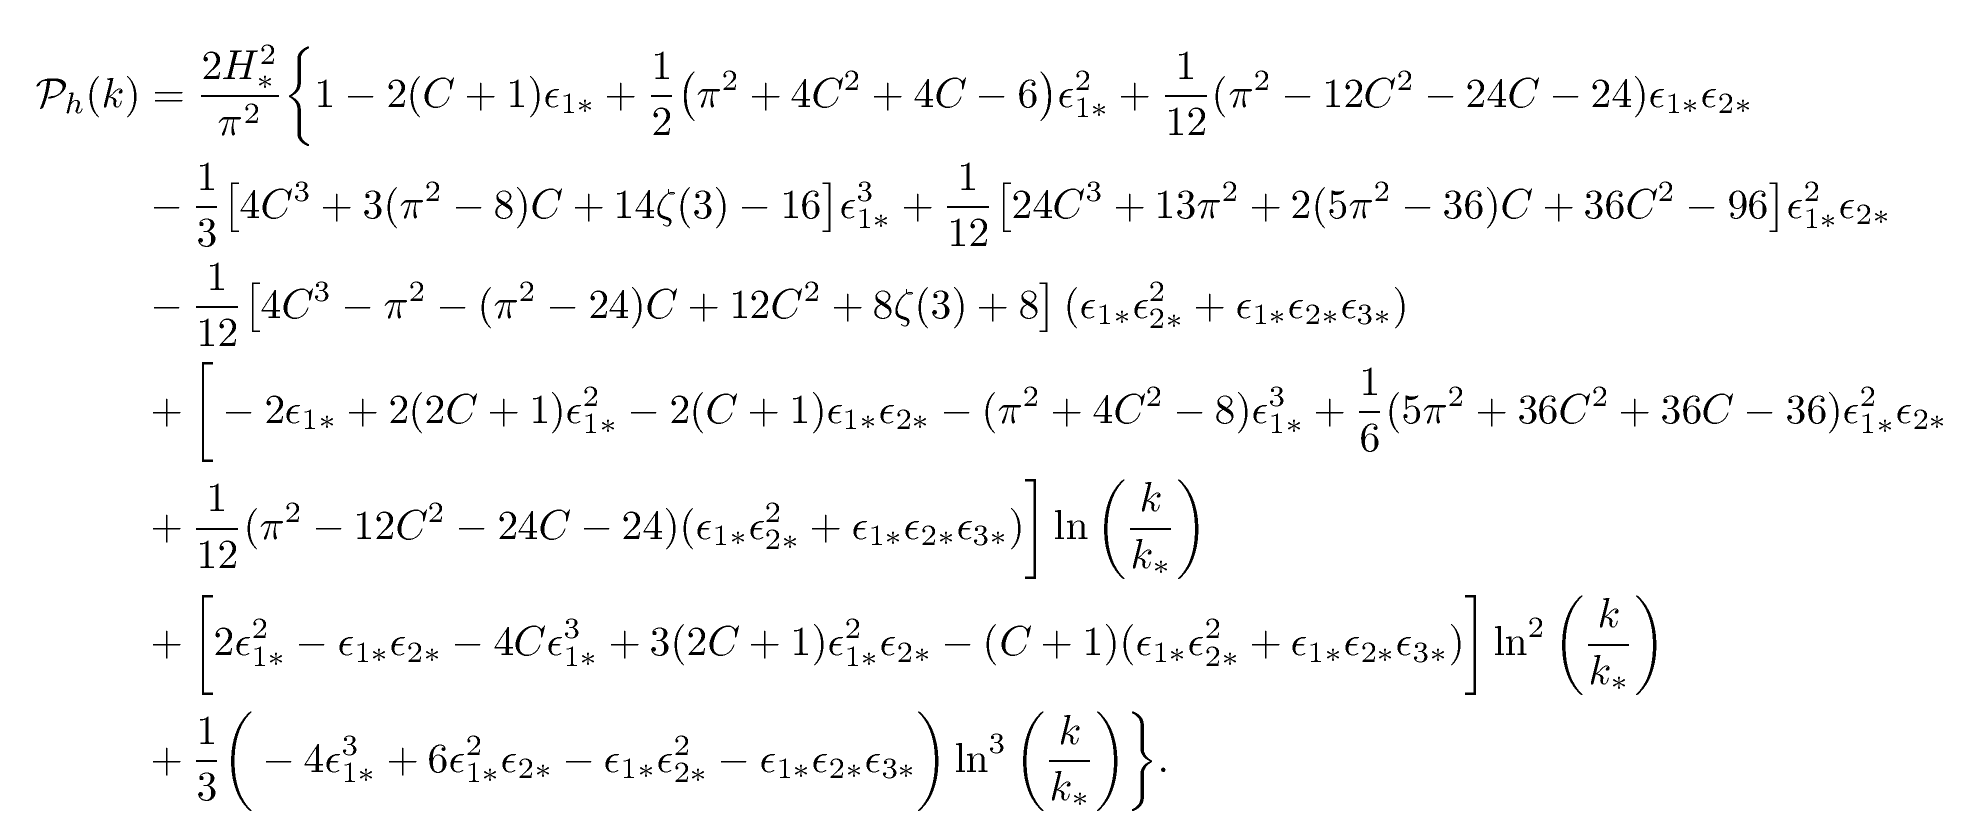 \mathcal{P}_h(k) = \frac{2H_*^2}{\pi^2} \bigg\{ 1 - 2(C+1)\epsilon_{1*} + \frac{1}{2}\big(\pi^2 + 4C^2 + 4C - 6\big)\epsilon_{1*}^2 + \frac{1}{12}(\pi^2 - 12C^2 - 24C - 24)\epsilon_{1*}\epsilon_{2*}
- \frac{1}{3}\big[4C^3 + 3(\pi^2 - 8)C + 14\zeta(3) - 16\big]\epsilon_{1*}^3 + \frac{1}{12}\big[24C^3 + 13\pi^2 + 2(5\pi^2 - 36)C + 36C^2 - 96\big]\epsilon_{1*}^2\epsilon_{2*}
- \frac{1}{12}\big[4C^3 - \pi^2 - (\pi^2 - 24)C + 12C^2 + 8\zeta(3) + 8\big]\,(\epsilon_{1*}\epsilon_{2*}^2 + \epsilon_{1*}\epsilon_{2*}\epsilon_{3*})
+ \bigg[ - 2\epsilon_{1*} + 2(2C+1)\epsilon_{1*}^2 - 2(C+1)\epsilon_{1*}\epsilon_{2*} - (\pi^2 + 4C^2 - 8)\epsilon_{1*}^3 + \frac{1}{6}(5\pi^2 + 36C^2 + 36C - 36)\epsilon_{1*}^2\epsilon_{2*}
+ \frac{1}{12}(\pi^2 - 12C^2 - 24C - 24)(\epsilon_{1*}\epsilon_{2*}^2 + \epsilon_{1*}\epsilon_{2*}\epsilon_{3*}) \bigg] \ln\left(\frac{k}{k_*}\right)
+ \bigg[ 2\epsilon_{1*}^2 - \epsilon_{1*}\epsilon_{2*} - 4C\epsilon_{1*}^3 + 3(2C+1)\epsilon_{1*}^2\epsilon_{2*} - (C+1)(\epsilon_{1*}\epsilon_{2*}^2 + \epsilon_{1*}\epsilon_{2*}\epsilon_{3*}) \bigg] \ln^2\left(\frac{k}{k_*}\right)
+ \frac{1}{3}\bigg( - 4\epsilon_{1*}^3 + 6\epsilon_{1*}^2\epsilon_{2*} - \epsilon_{1*}\epsilon_{2*}^2 - \epsilon_{1*}\epsilon_{2*}\epsilon_{3*} \bigg) \ln^3\left(\frac{k}{k_*}\right) \bigg\}.